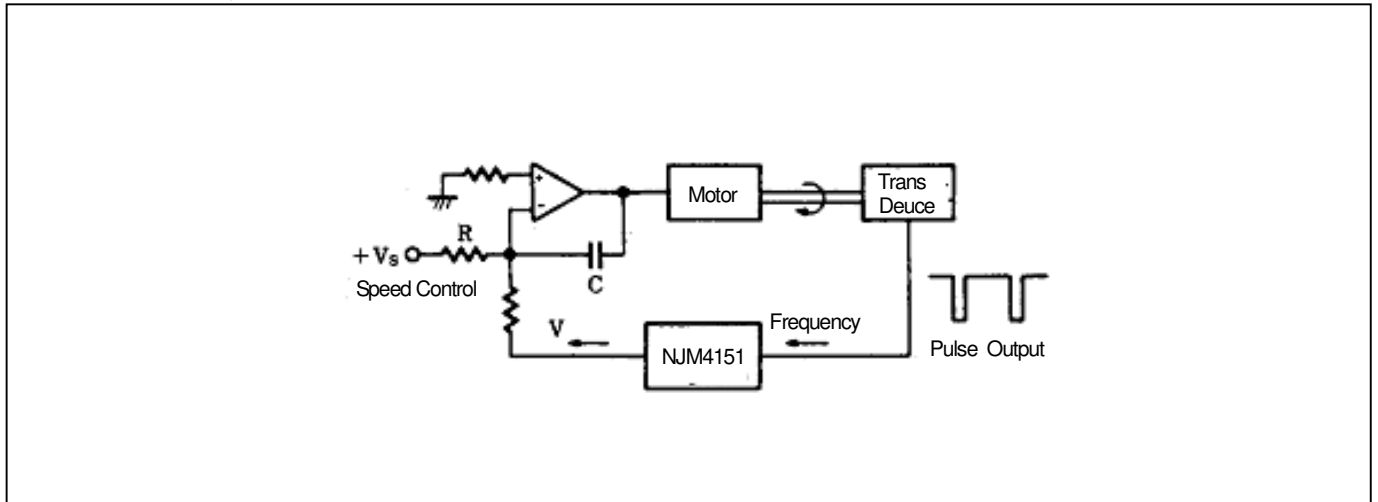 +
Motor
Trans
Deuce
-
R
+ Vs
C
Speed Control
V
NJM4151
Frequency
Pulse Output